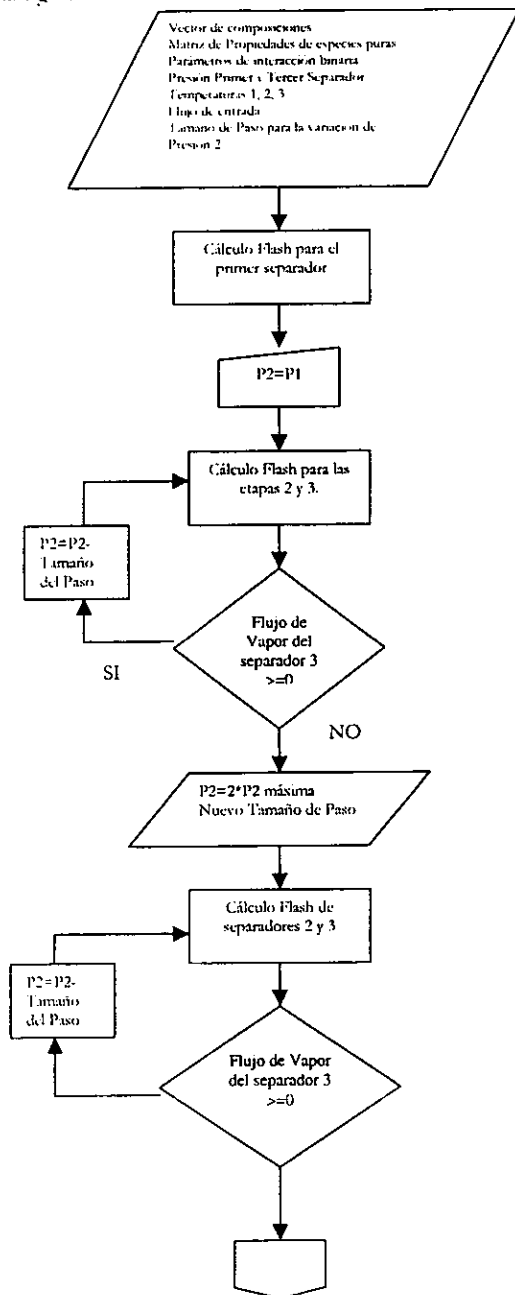 Vector de composiciones
Matriz de Propiedades de especies puras
Parámetros de interacción binaria
Presión Primer y Tercer Separador
Temperaturas 1, 2, 3
Flujo de entrada
Tamaño de Paso para la variacion de
Presion 2
Cálculo Flash para el
primer separador
P2=P1
Cálculo Flash para las
etapas 2 y 3.
P2=P2-
Tamaño
del Paso
Flujo de
Vapor del
separador 3
>=0
SI
NO
P2=2*P2 máxima
Nuevo Tamaño de Paso
Cálculo Flash de
separadores 2 y 3
P2=P2-
Tamaño
del Paso
Flujo de Vapor
del separador 3
>=0